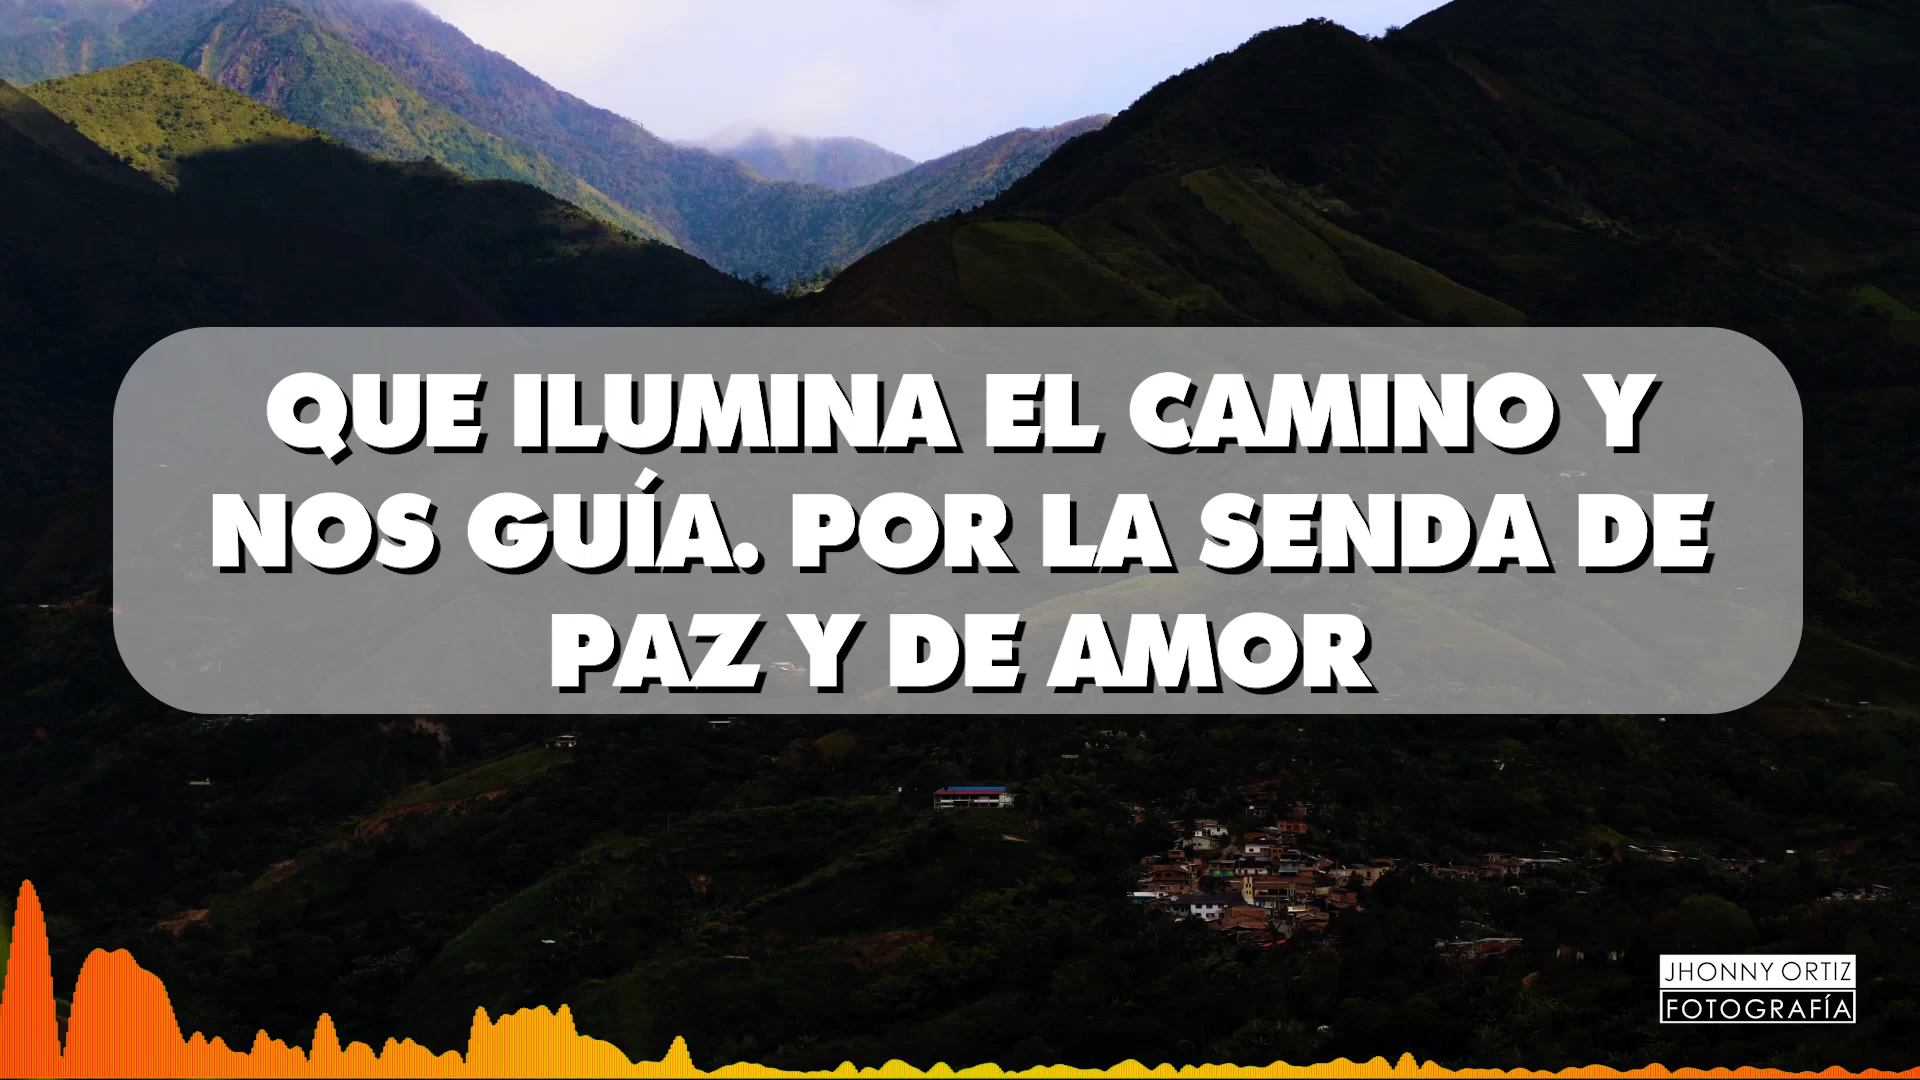 QUE ILUMINA EL CAMINO Y
NOS GUÍA. POR LA SENDA DE
PAZ Y DE AMOR
JHONNY ORTIZ
FOTOGRAFÍA